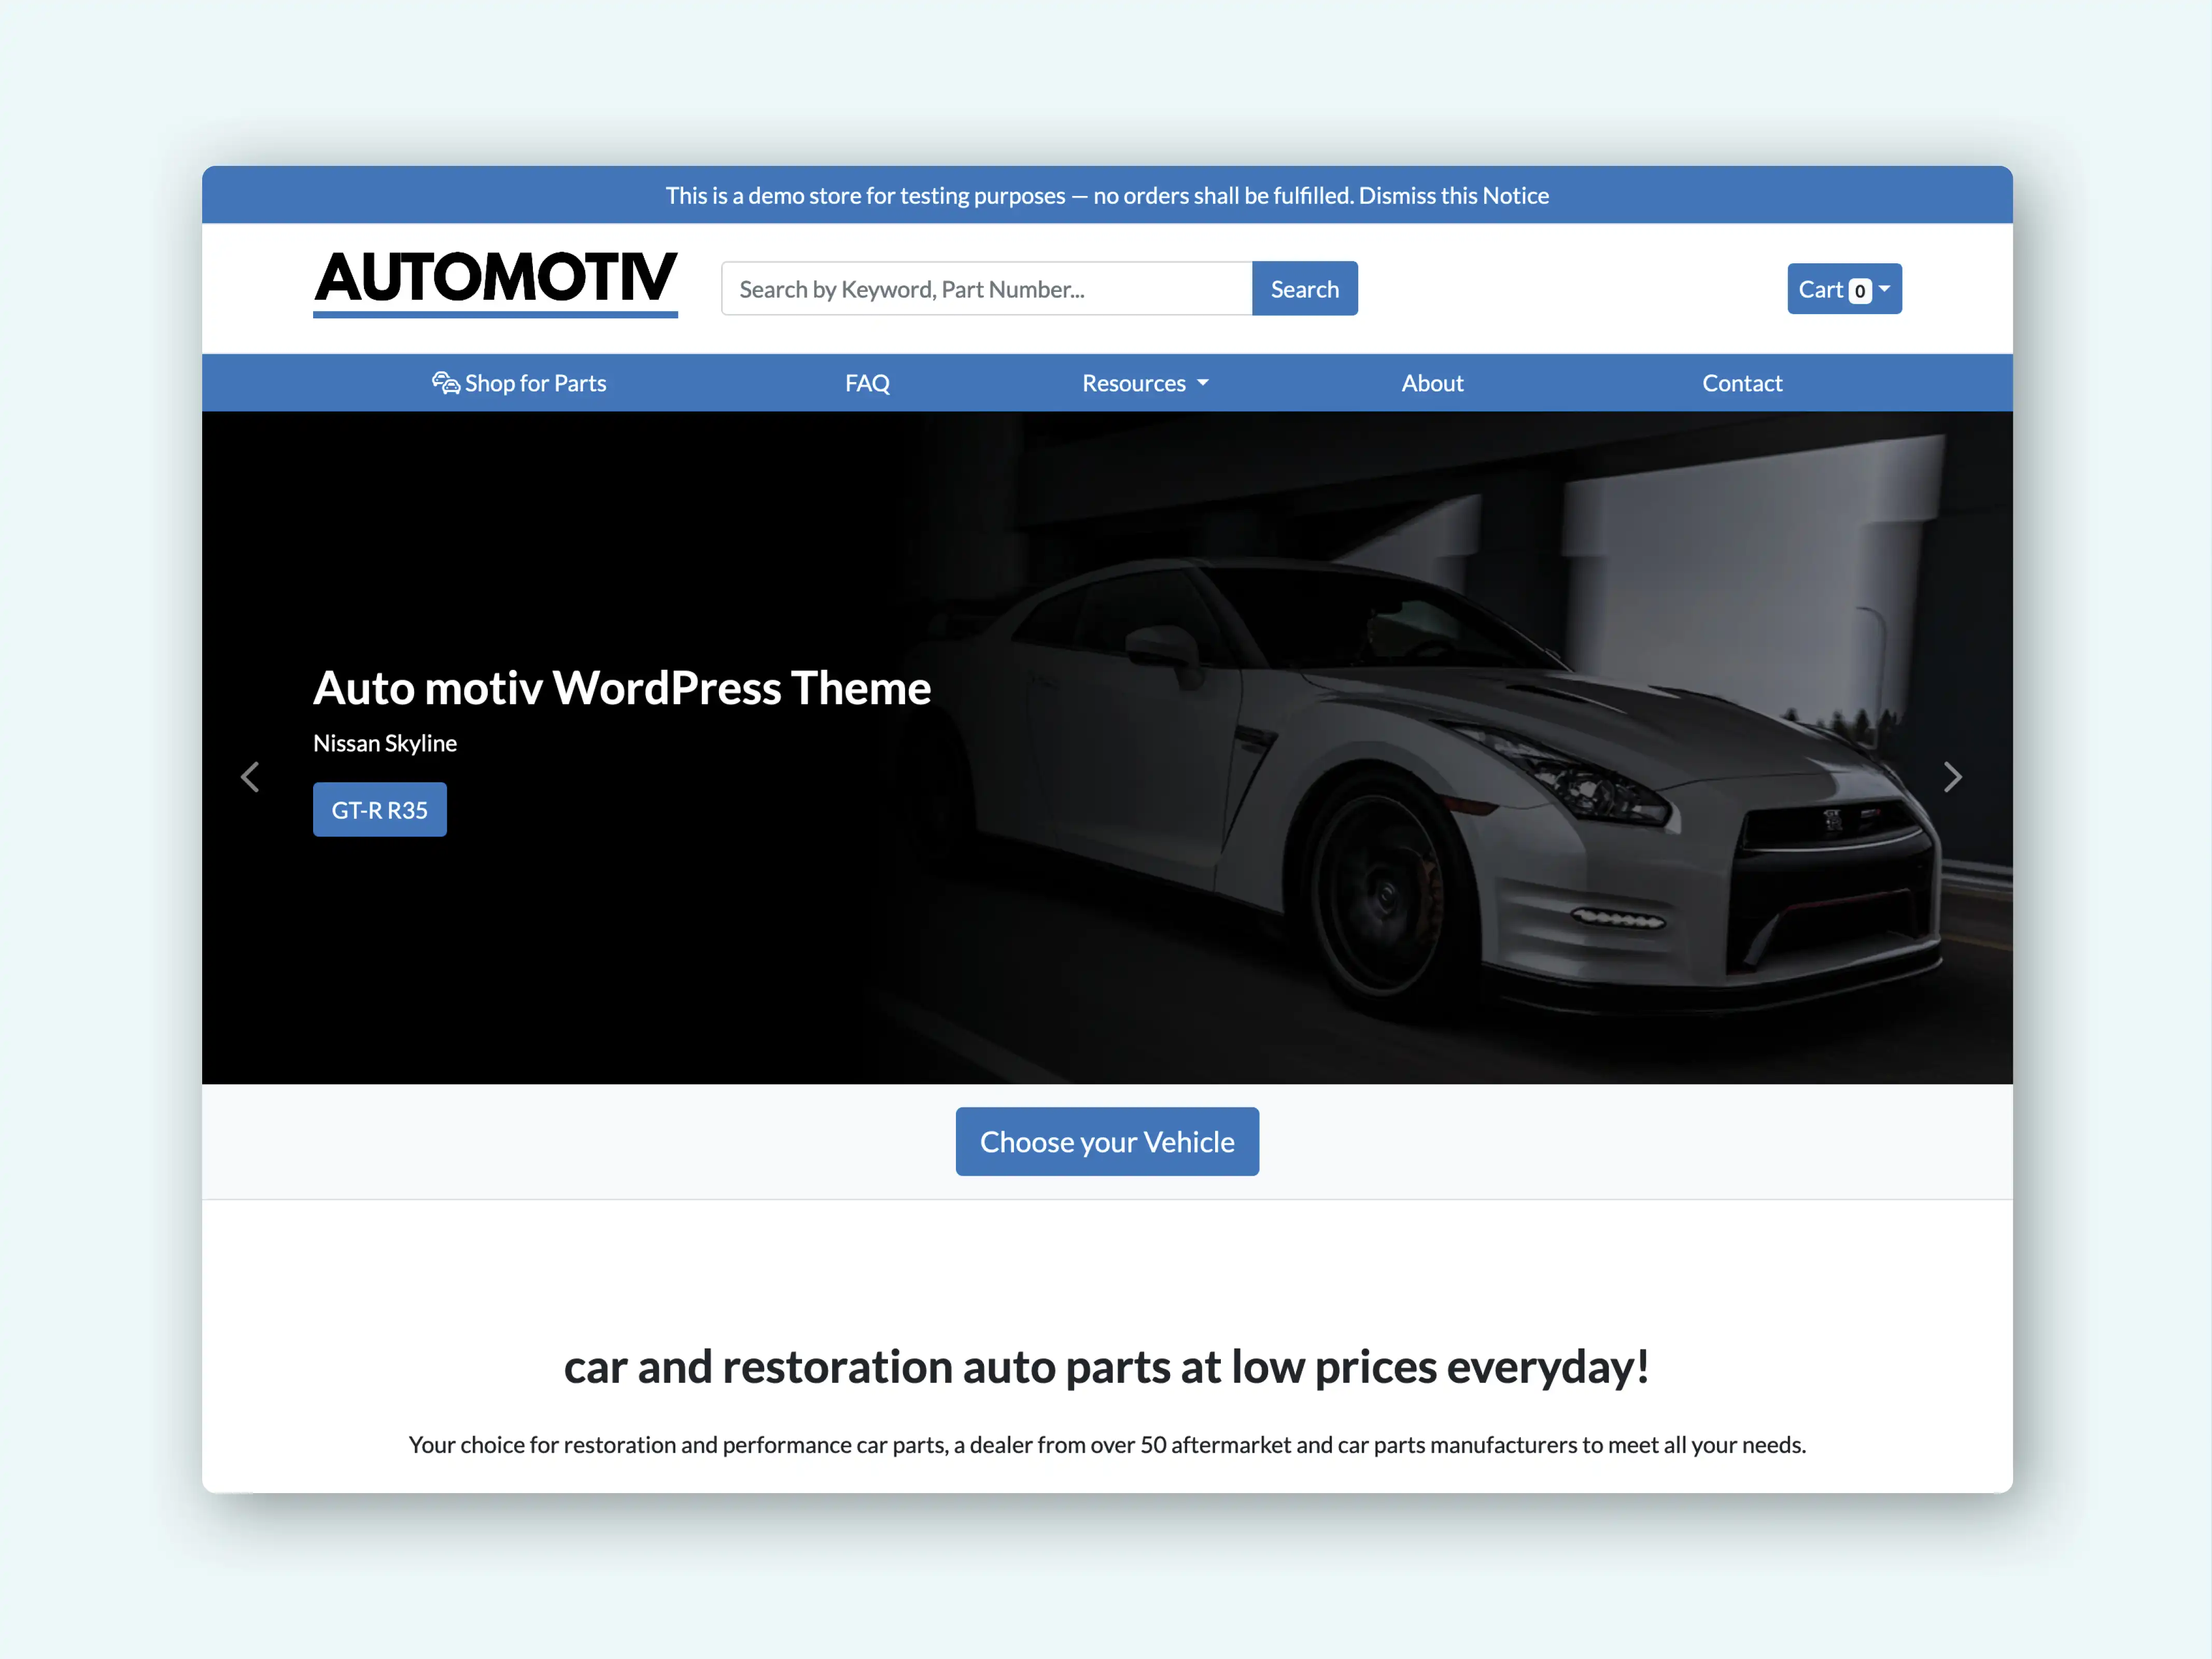 This is a demo store for testing purposes — no orders shall be fulfilled. Dismiss this Notice
AUTOMOTIV
Search by Keyword, Part Number...
Search
Cart 0
Shop for Parts
FAQ
Resources
About
Contact
Auto motiv WordPress Theme
Nissan Skyline
GT-R R35
Choose your Vehicle
car and restoration auto parts at low prices everyday!
Your choice for restoration and performance car parts, a dealer from over 50 aftermarket and car parts manufacturers to meet all your needs.